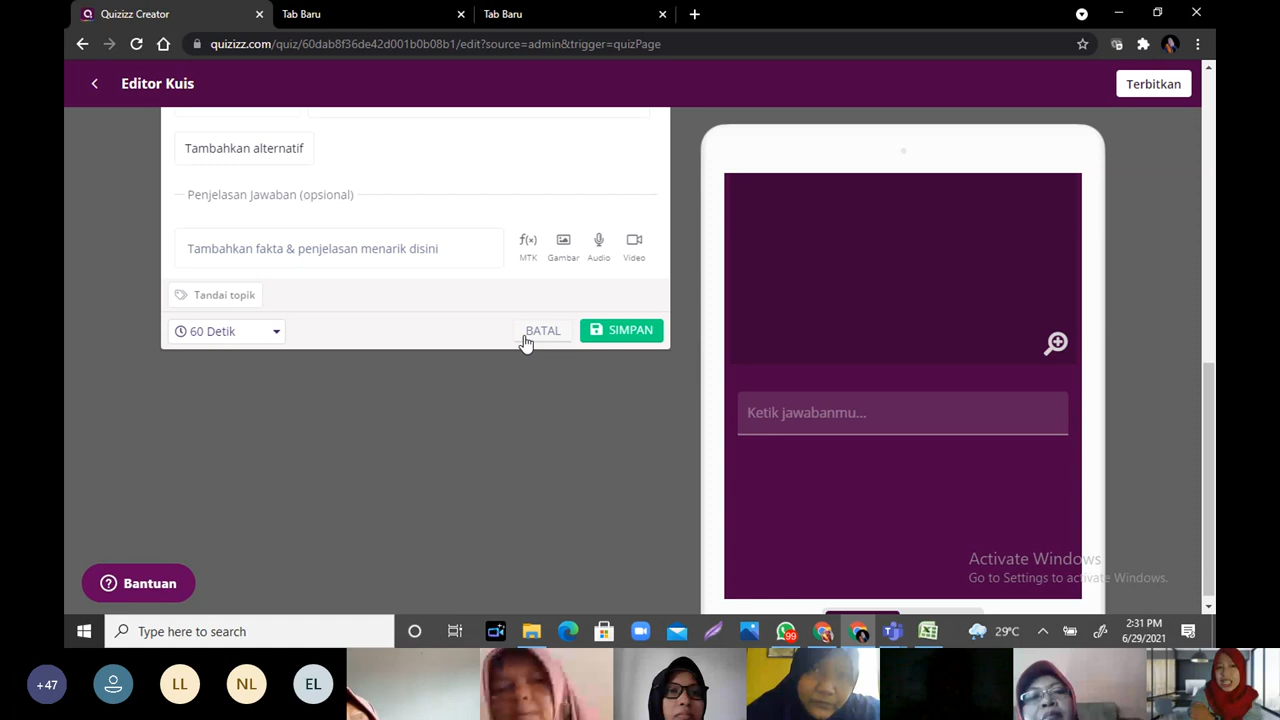 Quizizz Creator
Tab Baru
Tab Baru
quizizz.com/quiz/60dab8f36de42d001b0b08b1/edit?source=admin&trigger=quizPage
Editor Kuis
Terbitkan
Tambahkan alternatif
Penjelasan Jawaban (opsional)
Tambahkan fakta & penjelasan menarik disini
f(x)
MTK
Gambar
Audio
Video
Tandai topik
60 Detik
BATAL
SIMPAN
Ketik jawabanmu...
Activate Windows
Go to Settings to activate Windows.
Bantuan
Type here to search
99
29°C
2:31 PM
6/29/2021
+47
LL
NL
EL